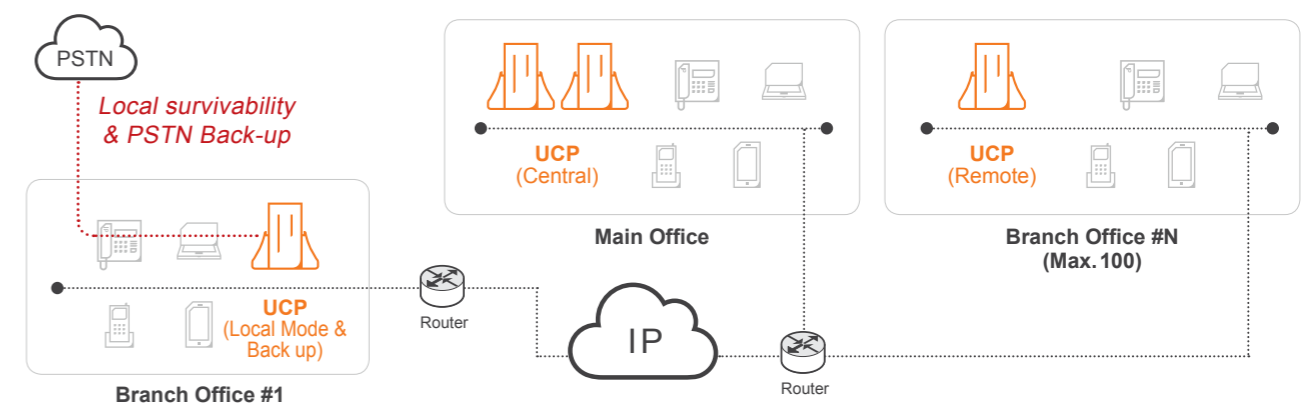 PSTN
Local survivability
& PSTN Back-up
UCP
(Local Mode &
Back up)
Branch Office #1
Router
IP
UCP
(Central)
Main Office
Router
UCP
(Remote)
Branch Office #N
(Max. 100)